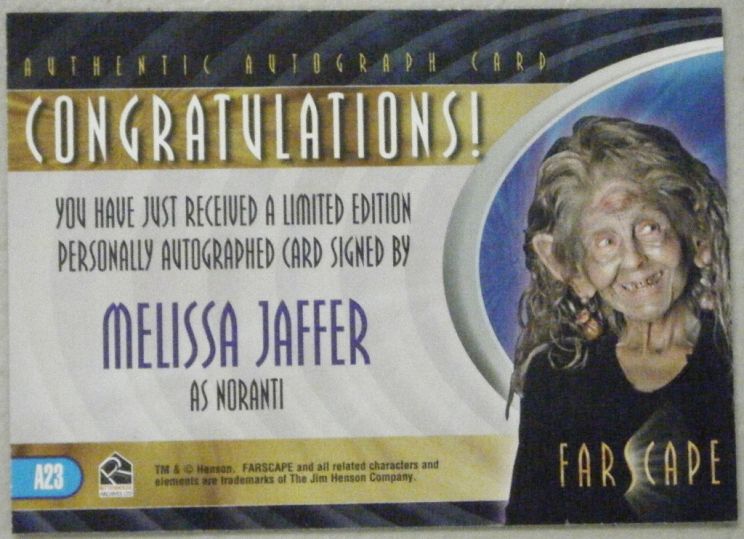 AUTHENTIC AUTOGRAPH CARD
CONGRATULATIONS!
YOU HAVE JUST RECEIVED A LIMITED EDITION
PERSONALLY AUTOGRAPHED CARD SIGNED BY
MELISSA JAFFER
AS NORANTI
A23
TM & © Henson. FARSCAPE and all related characters and
elements are trademarks of The Jim Henson Company.
FARSCAPE